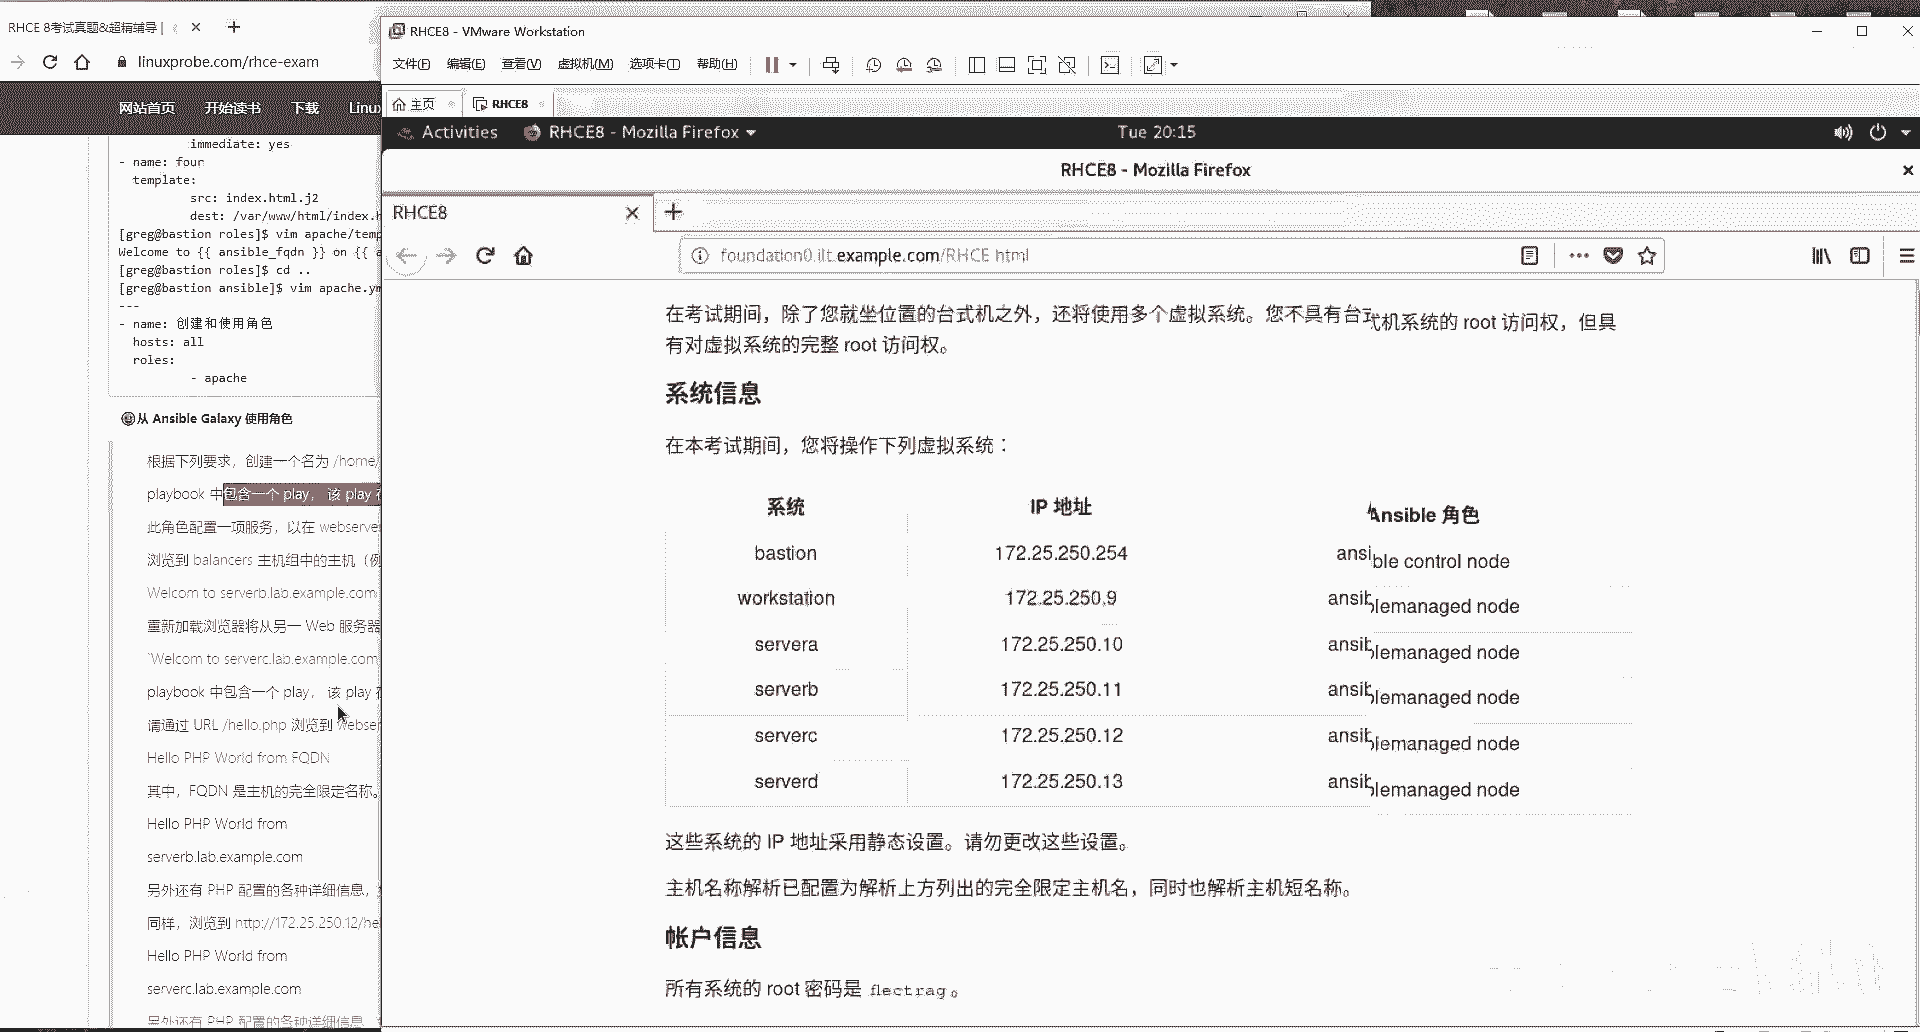 RHCE 8考试真题&超精辅导 |
linuxprobe.com/rhce-exam
网站首页 开始读书 下载 Linux
immediate: yes
- name: four
template:
src: index.html.j2
dest: /var/www/html/index.h
[greg@bastion roles]$ vim apache/temp
Welcome to {{ ansible_fqdn }} on {{ a
[greg@bastion roles]$ cd ..
[greg@bastion ansible]$ vim apache.ym
---
- name: 创建和使用角色
hosts: all
roles:
- apache
从 Ansible Galaxy 使用角色
根据下列要求，创建一个名为 /home/
playbook 中包含一个 play， 该 play 在
此角色配置一项服务，以在 webserver
浏览到 balancers 主机组中的主机（例
Welcom to serverb.lab.example.com
重新加载浏览器将从另一 Web 服务器
`Welcom to serverc.lab.example.com
playbook 中包含一个 play， 该 play 在
请通过 URL /hello.php 浏览到 webser
Hello PHP World from FQDN
其中，FQDN 是主机的完全限定名称。
Hello PHP World from
serverb.lab.example.com
另外还有 PHP 配置的各种详细信息，
同样，浏览到 http://172.25.250.12/he
Hello PHP World from
serverc.lab.example.com
另外还有 PHP 配置的各种详细信息，
RHCE8 - VMware Workstation
文件(F) 编辑(E) 查看(V) 虚拟机(M) 选项卡(T) 帮助(H)
主页 RHCE8
Activities RHCE8 - Mozilla Firefox Tue 20:15
RHCE8 - Mozilla Firefox
RHCE8
foundation0.ilt.example.com/RHCE.html
在考试期间，除了您就坐位置的台式机之外，还将使用多个虚拟系统。您不具有台式机系统的 root 访问权，但具
有对虚拟系统的完整 root 访问权。
系统信息
在本考试期间，您将操作下列虚拟系统：
系统 IP 地址 Ansible 角色
bastion 172.25.250.254 ansible control node
workstation 172.25.250.9 ansiblemanaged node
servera 172.25.250.10 ansiblemanaged node
serverb 172.25.250.11 ansiblemanaged node
serverc 172.25.250.12 ansiblemanaged node
serverd 172.25.250.13 ansiblemanaged node
这些系统的 IP 地址采用静态设置。请勿更改这些设置。
主机名称解析已配置为解析上方列出的完全限定主机名，同时也解析主机短名称。
帐户信息
所有系统的 root 密码是 flectrag。